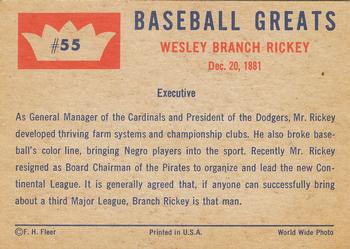 #55
BASEBALL GREATS
WESLEY BRANCH RICKEY
Dec. 20, 1881
Executive
As General Manager of the Cardinals and President of the Dodgers, Mr. Rickey
developed thriving farm systems and championship clubs. He also broke base-
ball's color line, bringing Negro players into the sport. Recently Mr. Rickey
resigned as Board Chairman of the Pirates to organize and lead the new Con-
tinental League. It is generally agreed that, if anyone can successfully bring
about a third Major League, Branch Rickey is that man.
©F. H. Fleer Printed in U.S.A. World Wide Photo